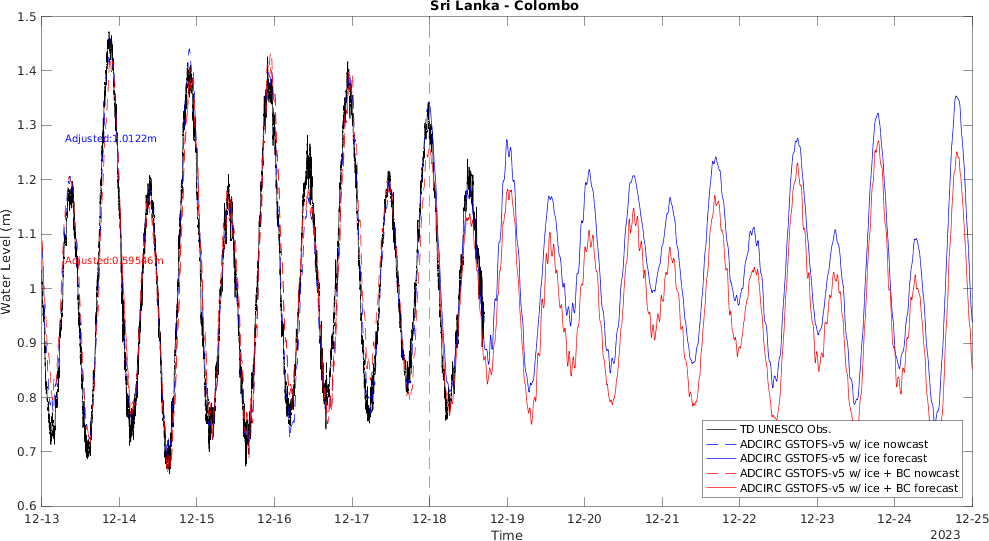 Sri Lanka - Colombo
Water Level (m)
1.5
1.4
1.3
1.2
1.1
1
0.9
0.8
0.7
0.6
Adjusted:1.0122m
Adjusted:0.59546m
TD UNESCO Obs.
ADCIRC GSTOFS-v5 w/ ice nowcast
ADCIRC GSTOFS-v5 w/ ice forecast
ADCIRC GSTOFS-v5 w/ ice + BC nowcast
ADCIRC GSTOFS-v5 w/ ice + BC forecast
12-13 12-14 12-15 12-16 12-17 12-18 12-19 12-20 12-21 12-22 12-23 12-24 12-25
Time
2023